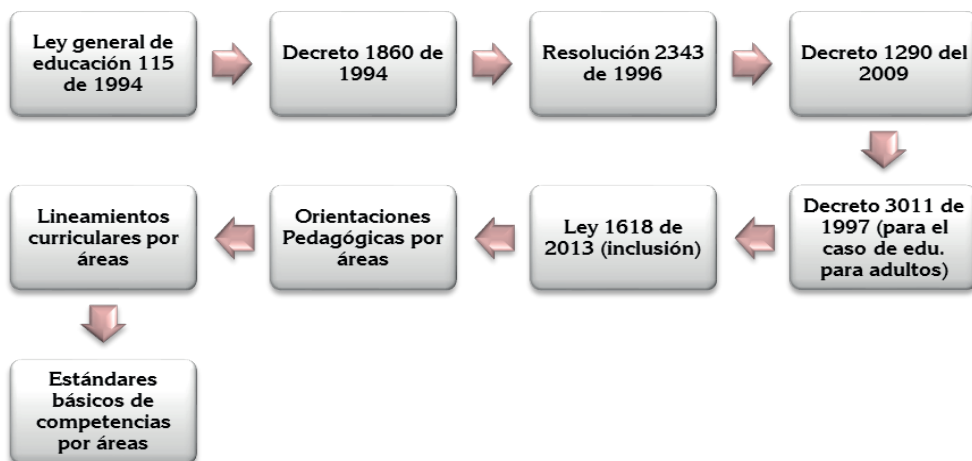 Ley general de
educación 115
de 1994
Decreto 1860 de
1994
Resolución 2343
de 1996
Decreto 1290 del
2009
Decreto 3011 de
1997 (para el
caso de edu.
para adultos)
Ley 1618 de
2013 (inclusión)
Orientaciones
Pedagógicas por
áreas
Lineamientos
curriculares por
áreas
Estándares
básicos de
competencias
por áreas